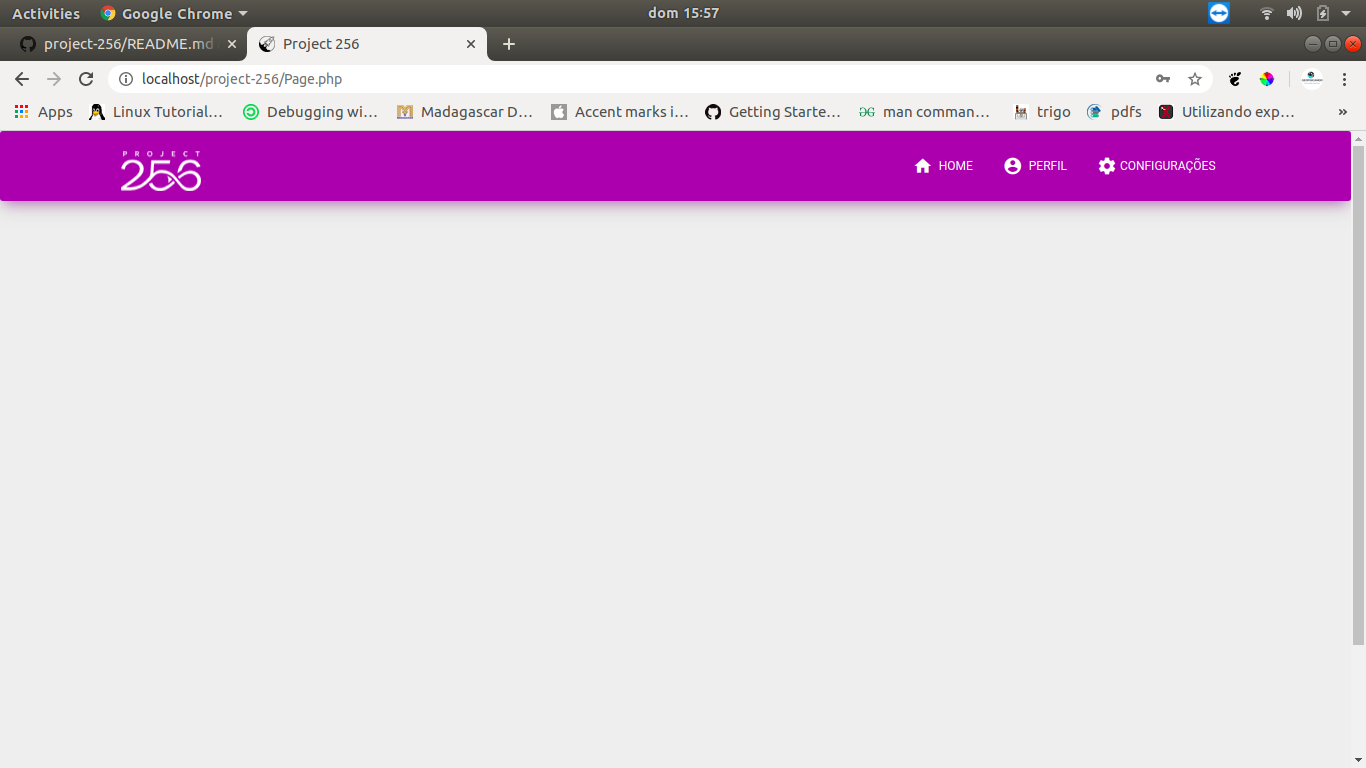 Activities Google Chrome dom 15:57
project-256/README.md Project 256
localhost/project-256/Page.php
Apps Linux Tutorial… Debugging wi… Madagascar D… Accent marks i… Getting Starte… man comman… trigo pdfs Utilizando exp… »
PROJECT
256
HOME PERFIL CONFIGURAÇÕES